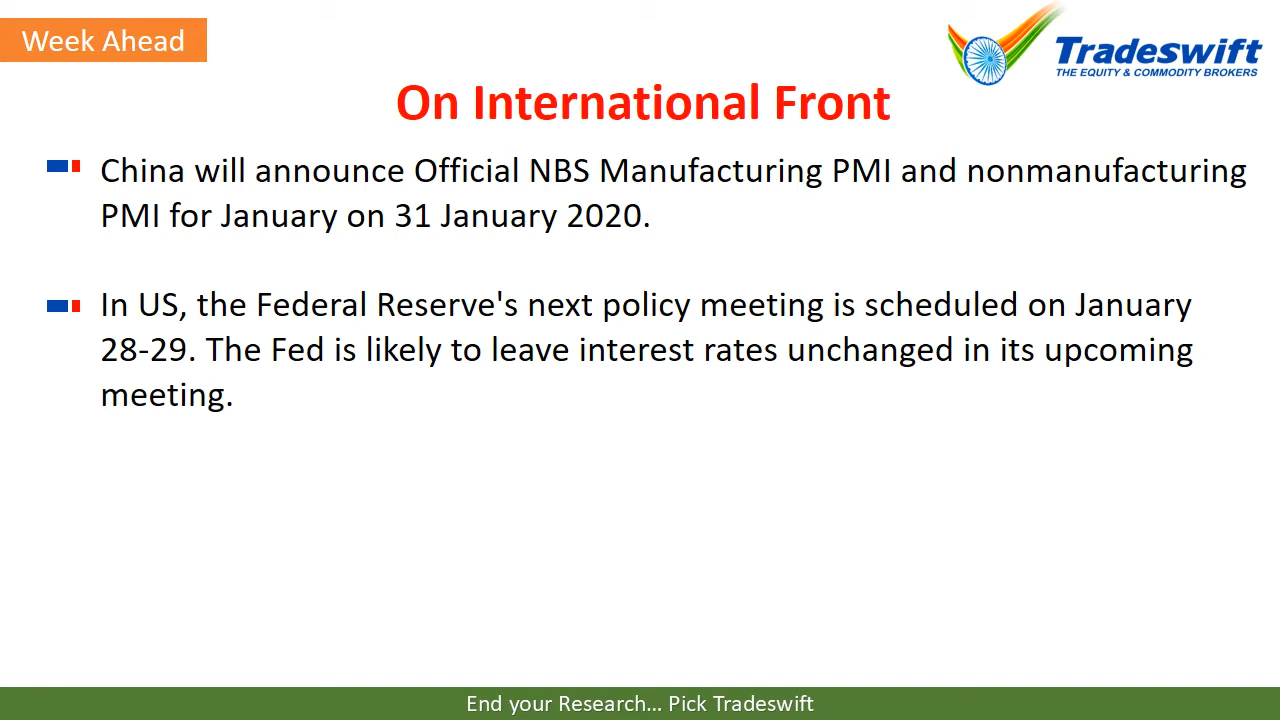 Week Ahead
Tradeswift
THE EQUITY & COMMODITY BROKERS
On International Front
China will announce Official NBS Manufacturing PMI and nonmanufacturing
PMI for January on 31 January 2020.
In US, the Federal Reserve's next policy meeting is scheduled on January
28-29. The Fed is likely to leave interest rates unchanged in its upcoming
meeting.
End your Research... Pick Tradeswift